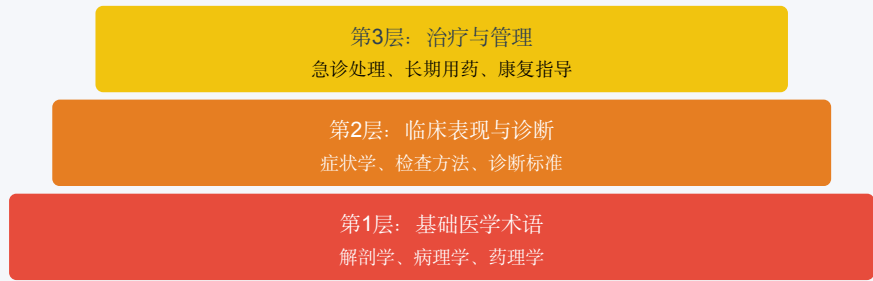 第3层：治疗与管理
急诊处理、长期用药、康复指导
第2层：临床表现与诊断
症状学、检查方法、诊断标准
第1层：基础医学术语
解剖学、病理学、药理学